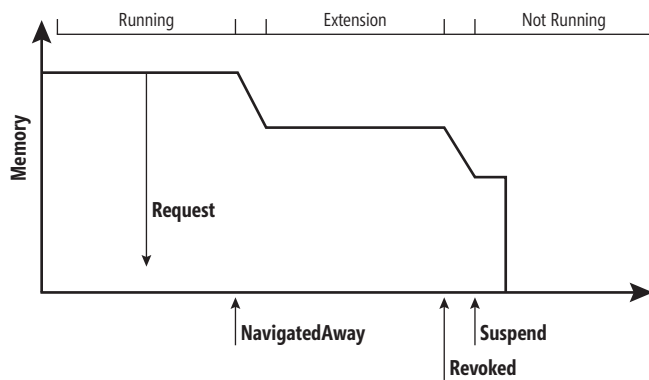 Running
Extension
Not Running
Memory
Request
NavigatedAway
Suspend
Revoked